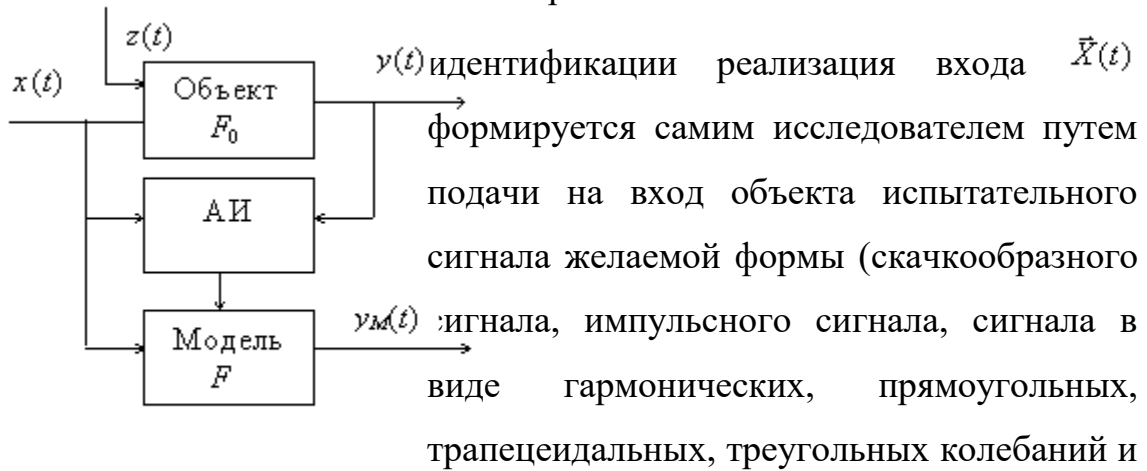 z(t)
x(t)
Объект
F₀
y(t)
АИ
Модель
F
y_M(t)
идентификации реализация входа X⃗(t)
формируется самим исследователем путем
подачи на вход объекта испытательного
сигнала желаемой формы (скачкообразного
сигнала, импульсного сигнала, сигнала в
виде гармонических, прямоугольных,
трапецеидальных, треугольных колебаний и